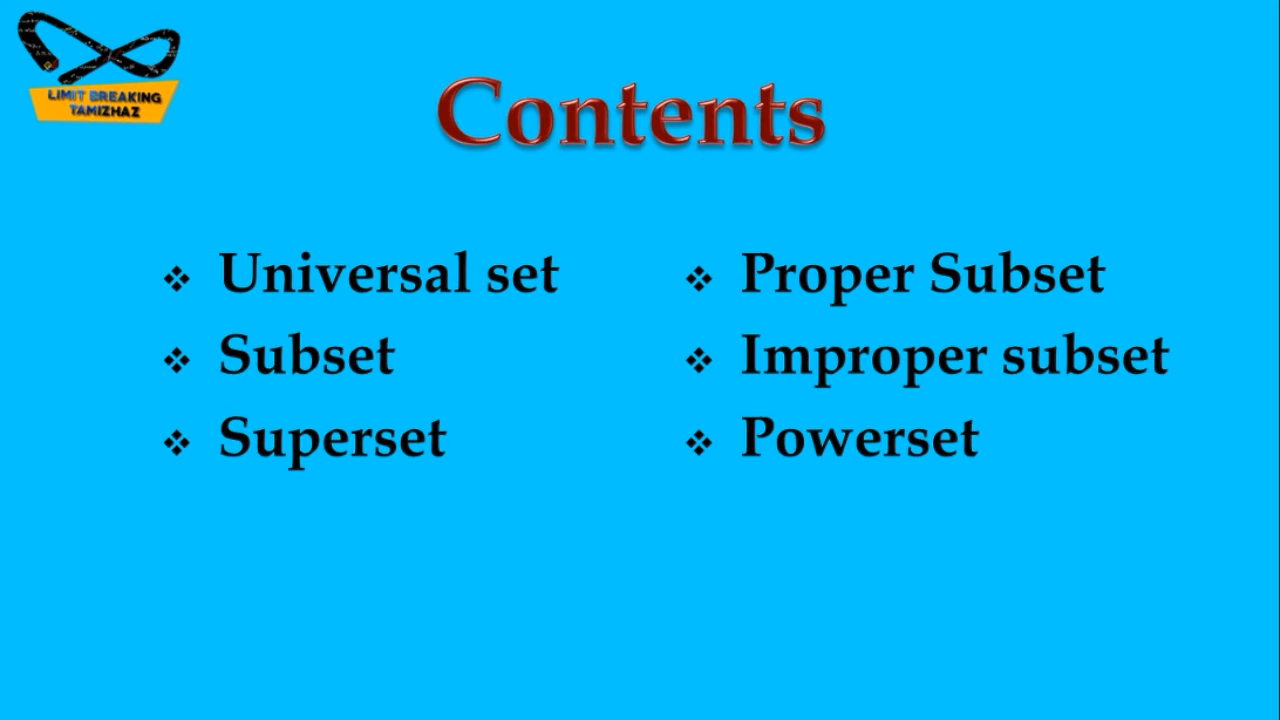 LIMIT BREAKING
TAMIZHAZ
Contents
❖ Universal set
❖ Subset
❖ Superset
❖ Proper Subset
❖ Improper subset
❖ Powerset